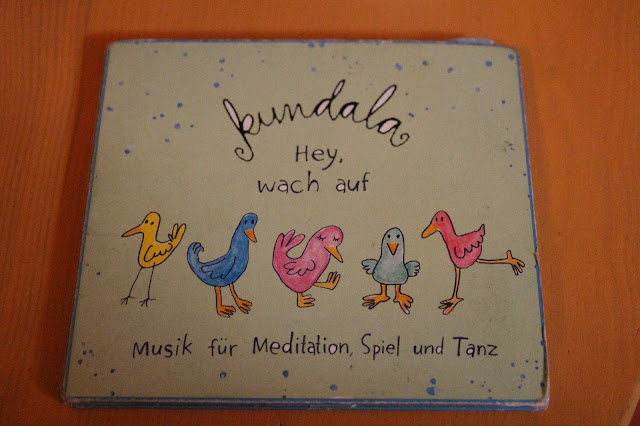 kundala
Hey,
wach auf
Musik für Meditation, Spiel und Tanz